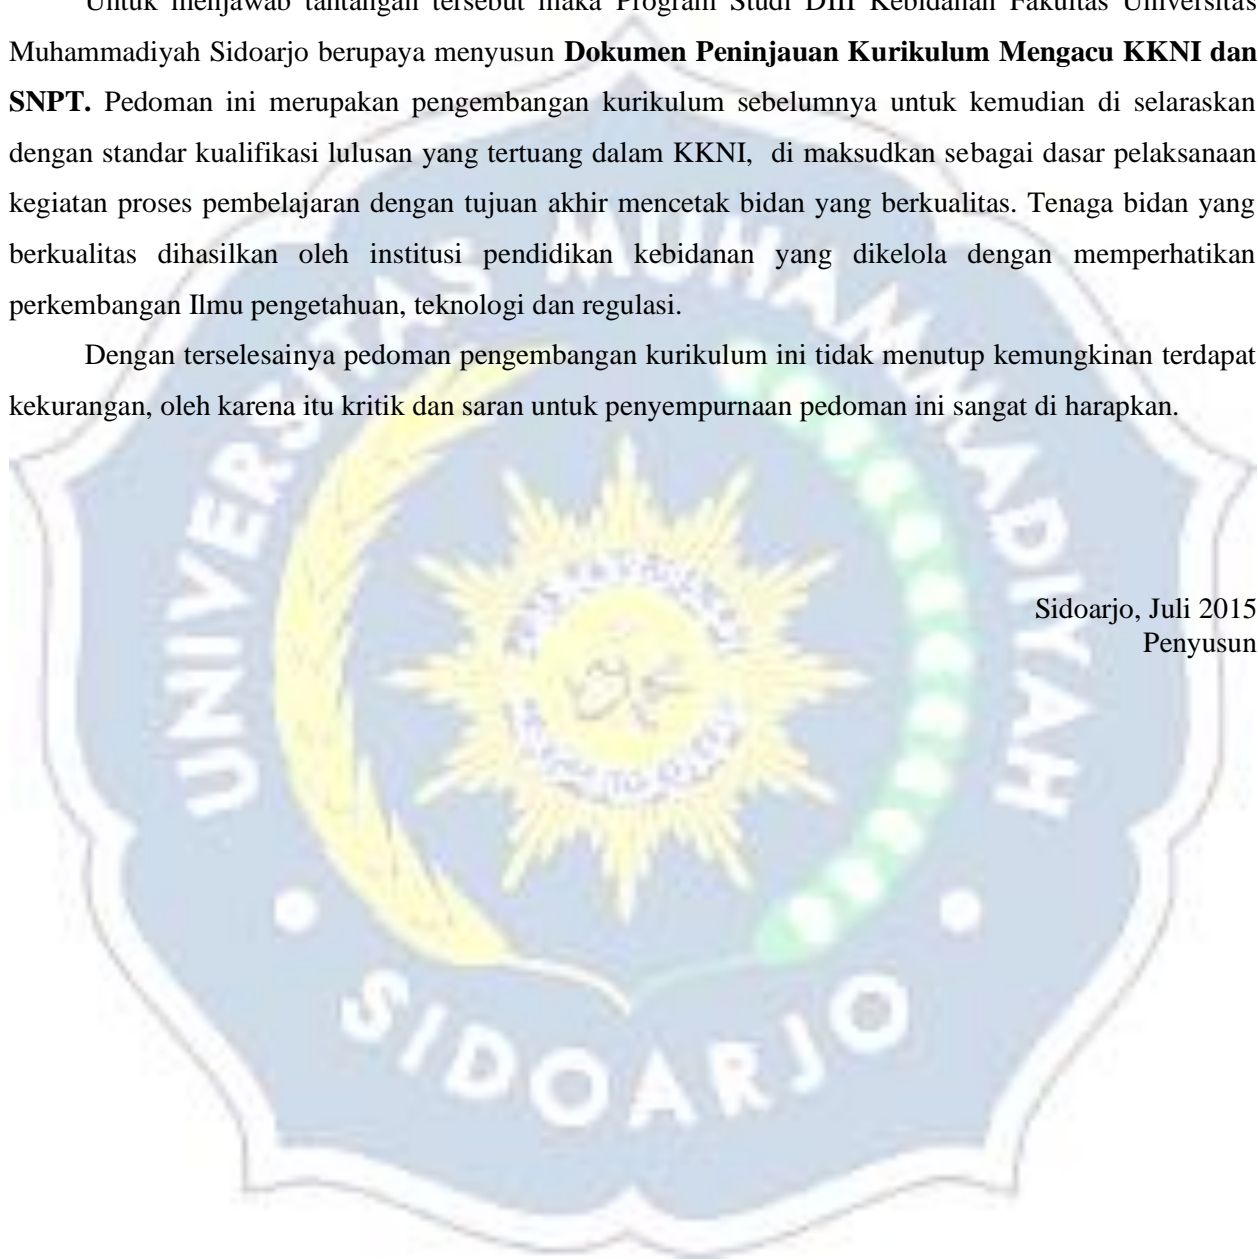 Untuk menjawab tantangan tersebut maka Program Studi DIII Kebidanan Fakultas Universitas
Muhammadiyah Sidoarjo berupaya menyusun Dokumen Peninjauan Kurikulum Mengacu KKNI dan
SNPT. Pedoman ini merupakan pengembangan kurikulum sebelumnya untuk kemudian di selaraskan
dengan standar kualifikasi lulusan yang tertuang dalam KKNI, di maksudkan sebagai dasar pelaksanaan
kegiatan proses pembelajaran dengan tujuan akhir mencetak bidan yang berkualitas. Tenaga bidan yang
berkualitas dihasilkan oleh institusi pendidikan kebidanan yang dikelola dengan memperhatikan
perkembangan Ilmu pengetahuan, teknologi dan regulasi.
Dengan terselesainya pedoman pengembangan kurikulum ini tidak menutup kemungkinan terdapat
kekurangan, oleh karena itu kritik dan saran untuk penyempurnaan pedoman ini sangat di harapkan.
Sidoarjo, Juli 2015
Penyusun
UNIVERSITAS MUHAMMADIYAH
SIDOARJO